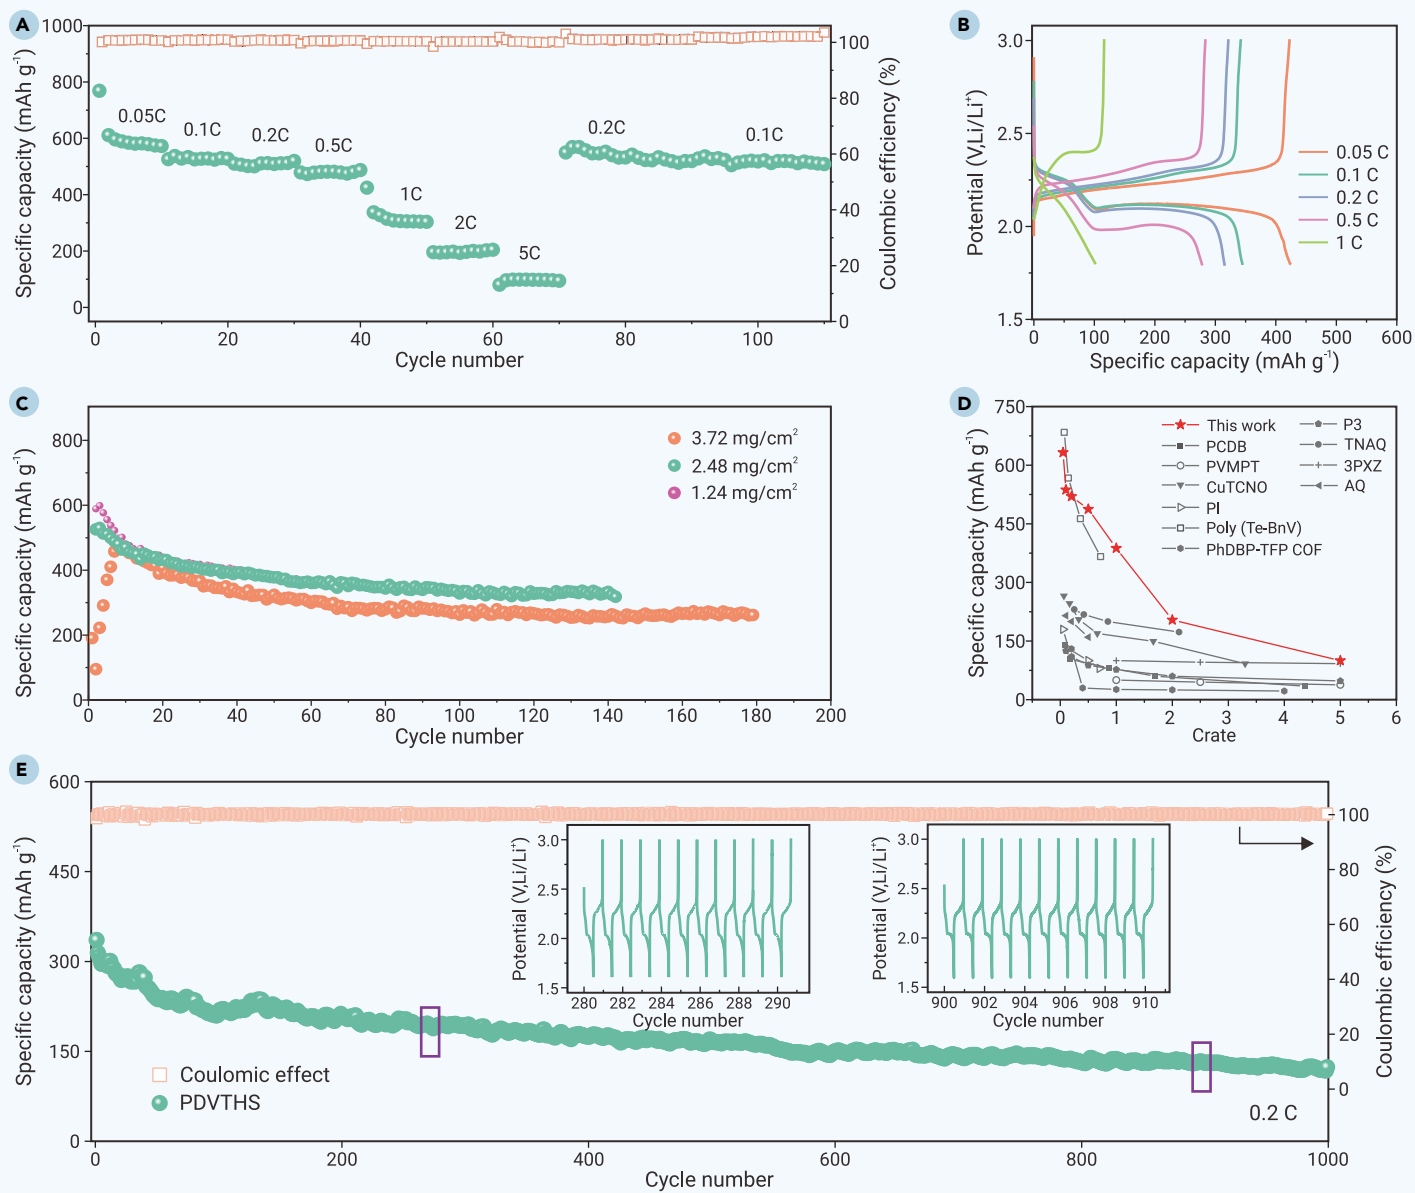 A
Specific capacity (mAh g⁻¹)
1000
800
600
400
200
0
0.05C
0.1C
0.2C
0.5C
1C
2C
5C
0.2C
0.1C
100
80
60
40
20
0
Coulombic efficiency (%)
0 20 40 60 80 100
Cycle number
B
Potential (V,Li/Li⁺)
3.0
2.5
2.0
1.5
0.05 C
0.1 C
0.2 C
0.5 C
1 C
0 100 200 300 400 500 600
Specific capacity (mAh g⁻¹)
C
Specific capacity (mAh g⁻¹)
800
600
400
200
0
3.72 mg/cm²
2.48 mg/cm²
1.24 mg/cm²
0 20 40 60 80 100 120 140 160 180 200
Cycle number
D
Specific capacity (mAh g⁻¹)
750
600
450
300
150
0
This work
PCDB
PVMPT
CuTCNO
PI
Poly (Te-BnV)
PhDBP-TFP COF
P3
TNAQ
3PXZ
AQ
0 1 2 3 4 5 6
Crate
E
Specific capacity (mAh g⁻¹)
600
450
300
150
0
Potential (V,Li/Li⁺)
3.0
2.5
2.0
1.5
280 282 284 286 288 290
Cycle number
Potential (V,Li/Li⁺)
3.0
2.5
2.0
1.5
900 902 904 906 908 910
Cycle number
Coulomic effect
PDVTHS
0.2 C
100
80
60
40
20
0
Coulombic efficiency (%)
0 200 400 600 800 1000
Cycle number